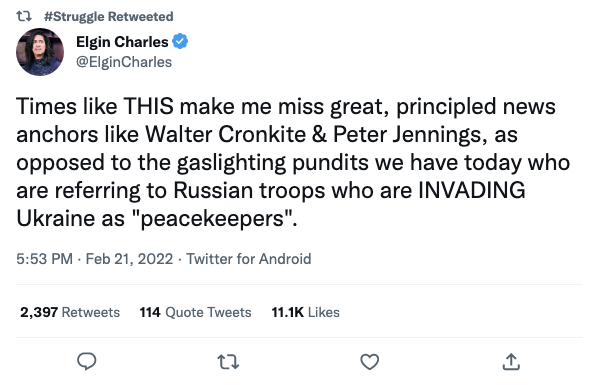 #Struggle Retweeted
Elgin Charles
@ElginCharles
Times like THIS make me miss great, principled news
anchors like Walter Cronkite & Peter Jennings, as
opposed to the gaslighting pundits we have today who
are referring to Russian troops who are INVADING
Ukraine as "peacekeepers".
5:53 PM · Feb 21, 2022 · Twitter for Android
2,397 Retweets 114 Quote Tweets 11.1K Likes